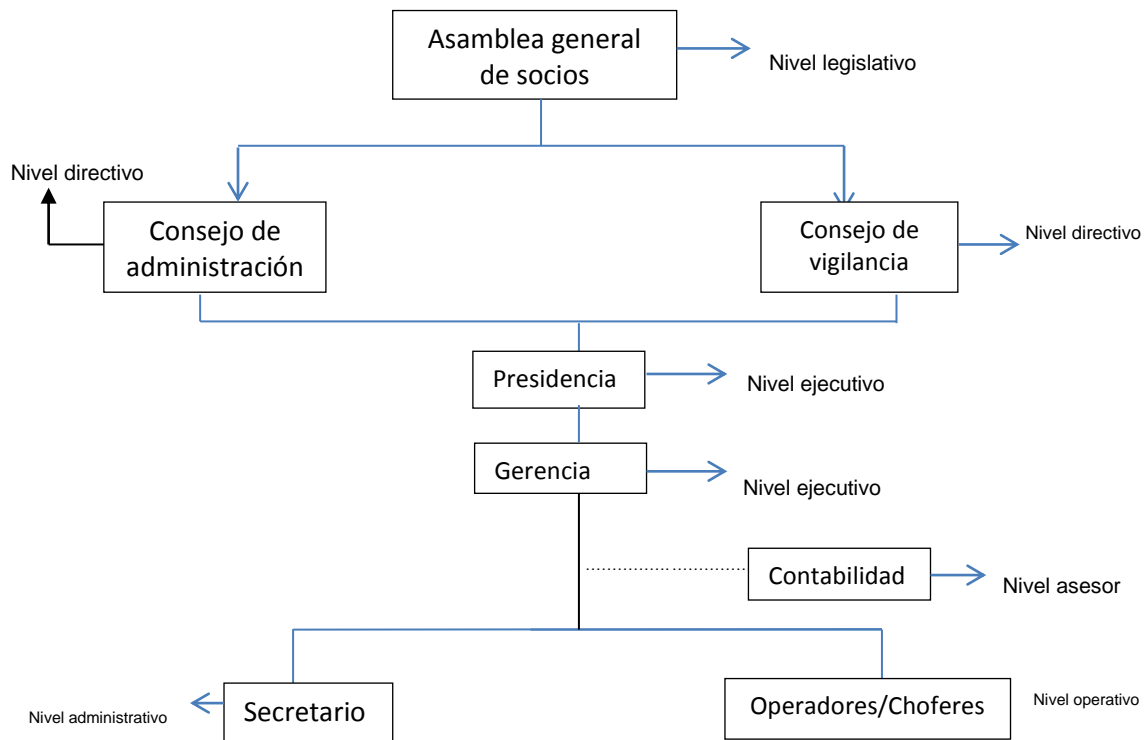 Asamblea general
de socios
Nivel legislativo
Nivel directivo
Consejo de
administración
Consejo de
vigilancia
Nivel directivo
Presidencia
Nivel ejecutivo
Gerencia
Nivel ejecutivo
Contabilidad
Nivel asesor
Nivel administrativo
Secretario
Operadores/Choferes
Nivel operativo